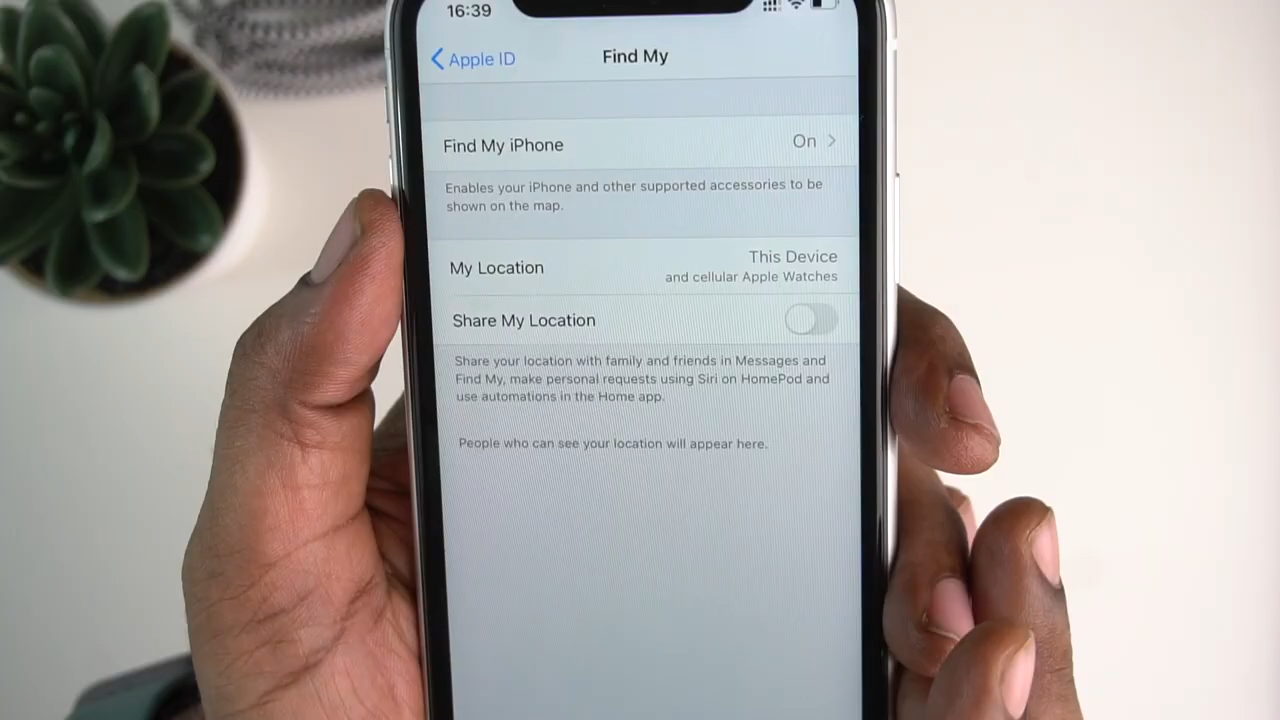 16:39
Apple ID
Find My
Find My iPhone
On
Enables your iPhone and other supported accessories to be
shown on the map.
My Location
This Device
and cellular Apple Watches
Share My Location
Share your location with family and friends in Messages and
Find My, make personal requests using Siri on HomePod and
use automations in the Home app.
People who can see your location will appear here.